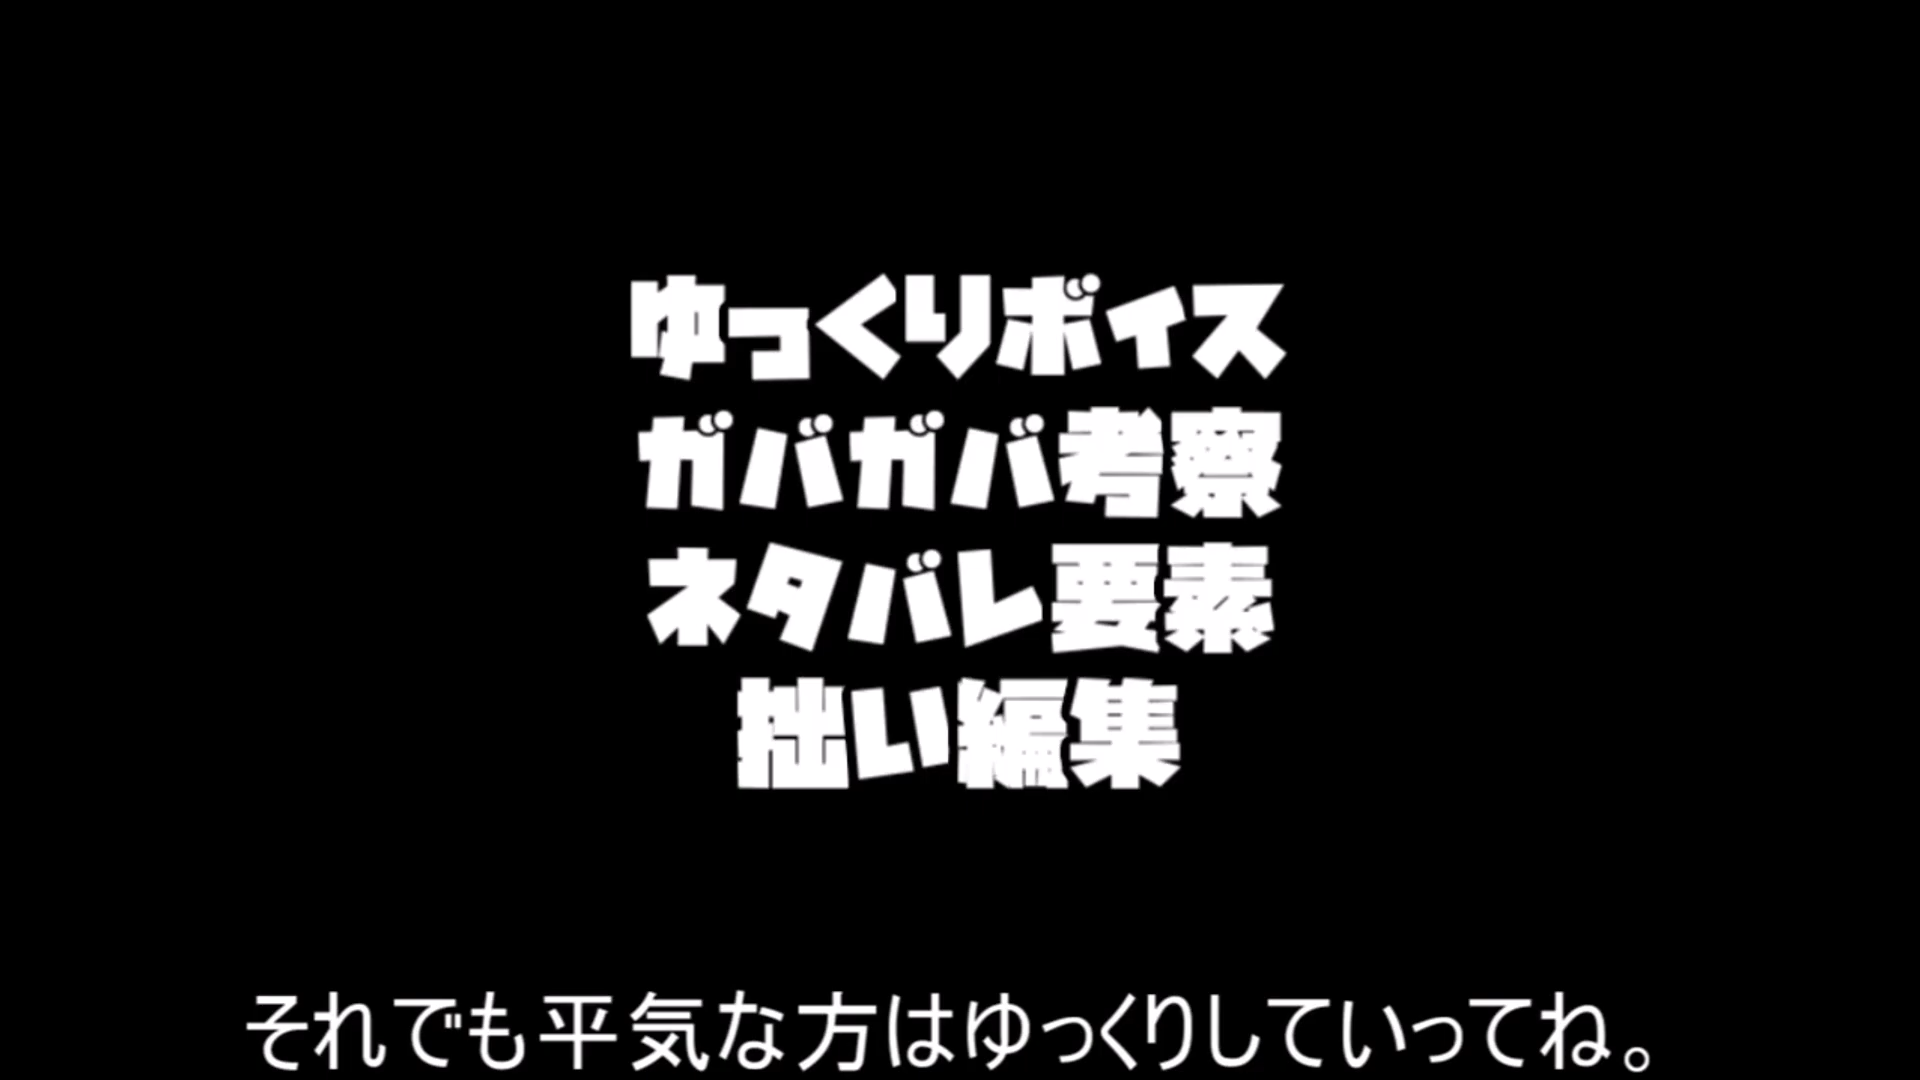 ゆっくりボイス
ガバガバ考察
ネタバレ要素
拙い編集
それでも平気な方はゆっくりしていってね。